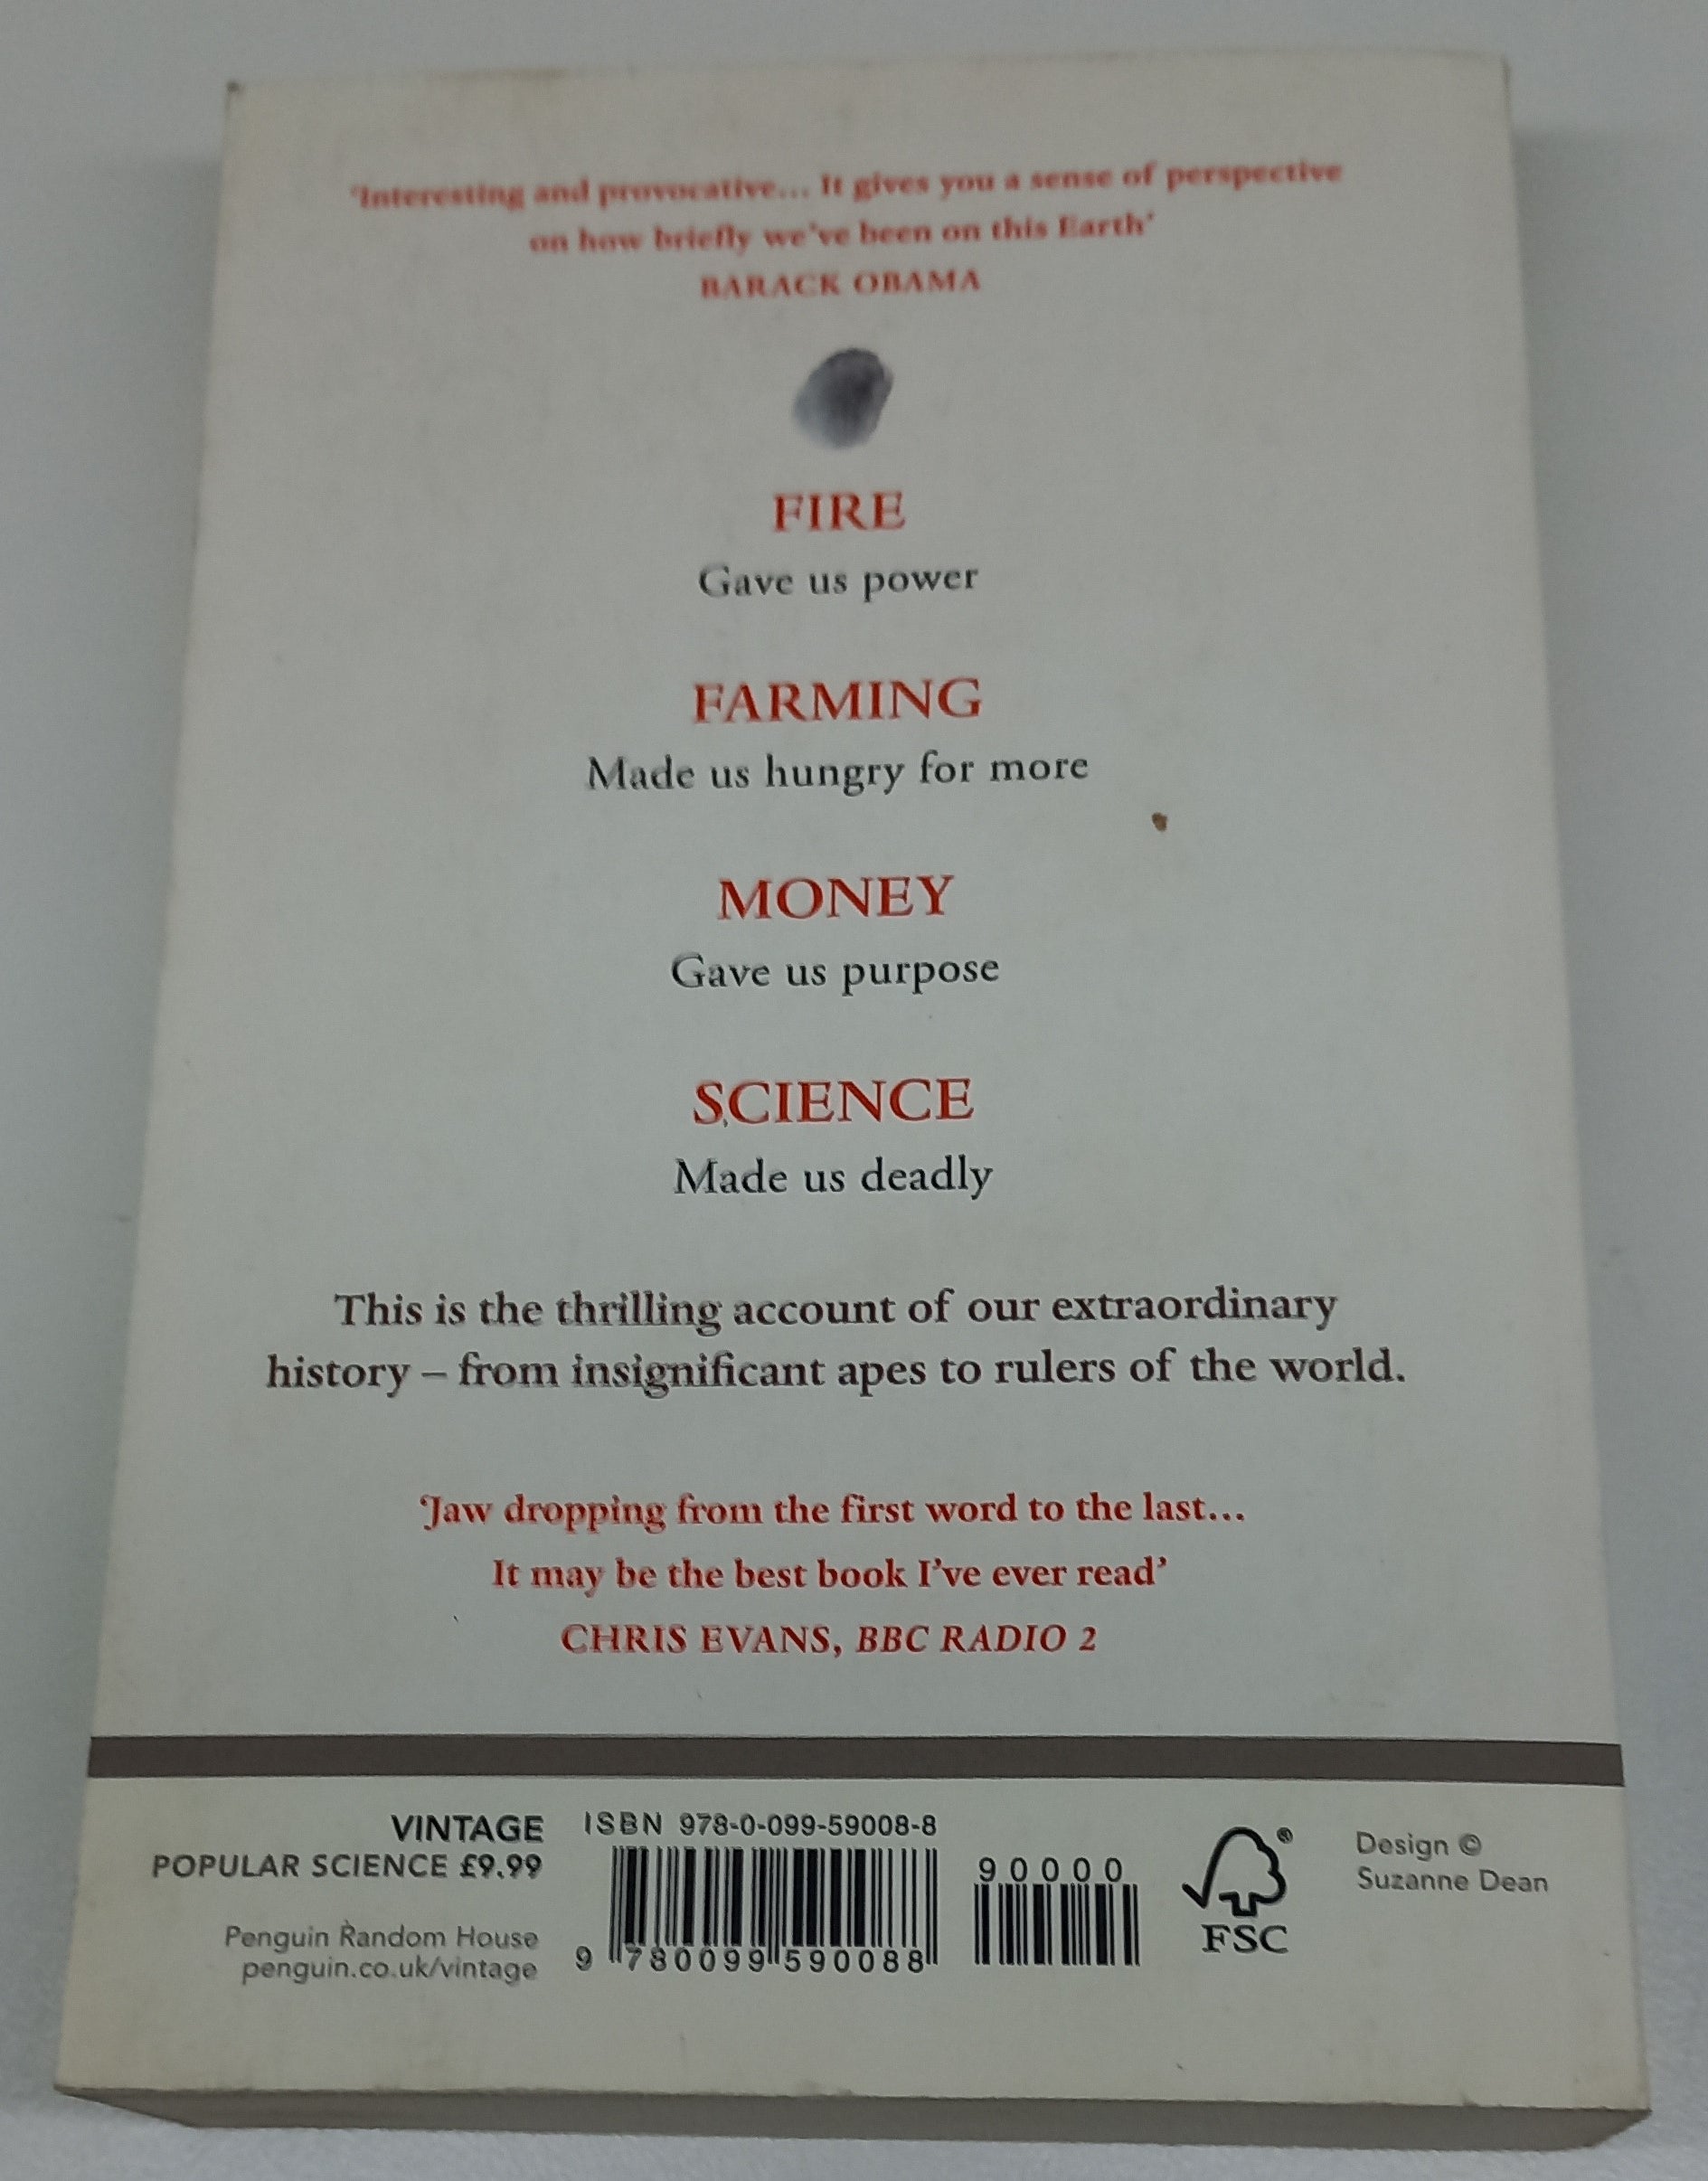 ‘Interesting and provocative... It gives you a sense of perspective
on how briefly we’ve been on this Earth’
BARACK OBAMA
FIRE
Gave us power
FARMING
Made us hungry for more
MONEY
Gave us purpose
SCIENCE
Made us deadly
This is the thrilling account of our extraordinary
history – from insignificant apes to rulers of the world.
‘Jaw dropping from the first word to the last...
It may be the best book I’ve ever read’
CHRIS EVANS, BBC RADIO 2
VINTAGE
POPULAR SCIENCE £9.99
Penguin Random House
penguin.co.uk/vintage
ISBN 978-0-099-59008-8
9 780099 590088
90000
®
FSC
Design ©
Suzanne Dean